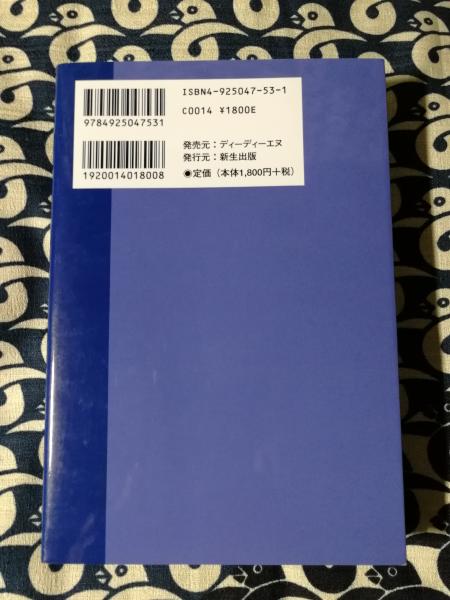 ISBN4-925047-53-1
C0014 ¥1800E
9784925047531
発売元：ディーディーエヌ
発行元：新生出版
●定価（本体1,800円+税）
1920014018008